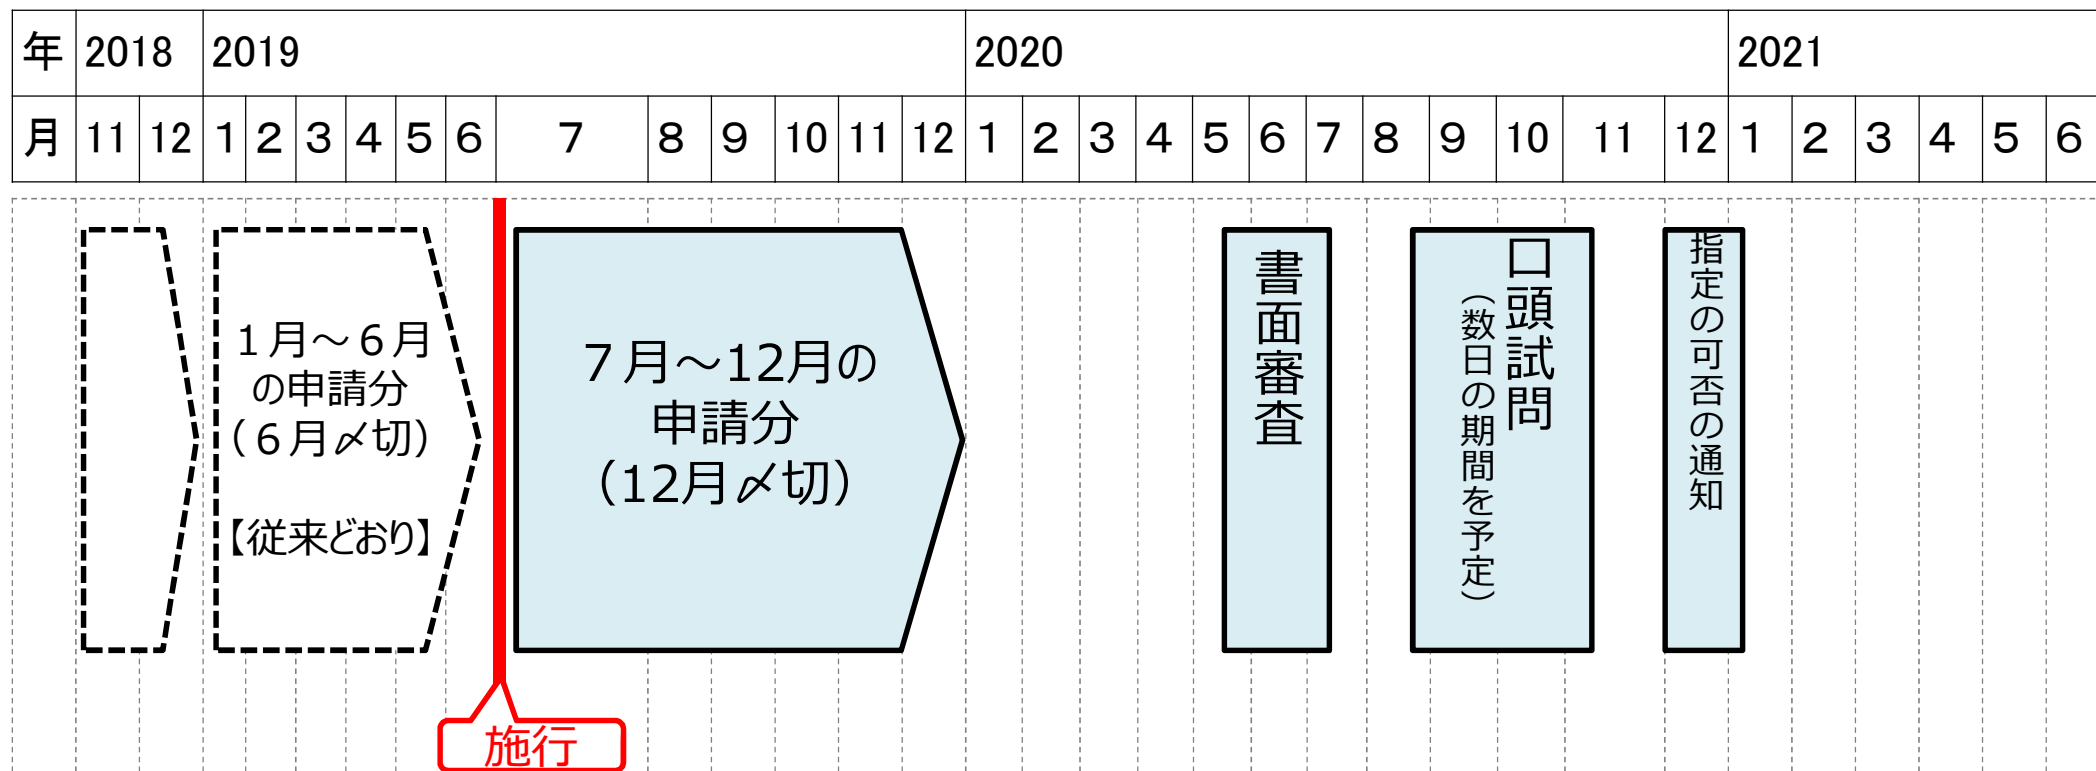 年 2018 2019 2020 2021
月 11 12 1 2 3 4 5 6 7 8 9 10 11 12 1 2 3 4 5 6 7 8 9 10 11 12 1 2 3 4 5 6
１月～６月
の申請分
（６月〆切）
【従来どおり】
７月～12月の
申請分
（12月〆切）
書面審査
口頭試問
（数日の期間を予定）
指定の可否の通知
施行